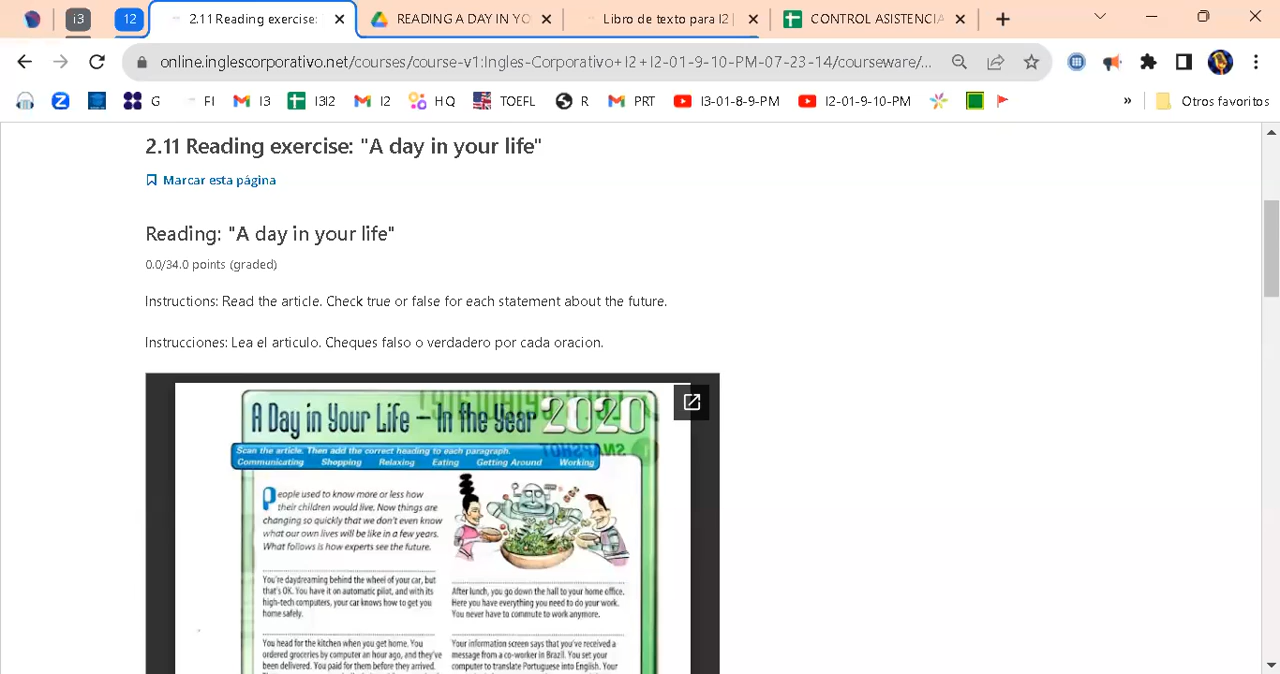 i3
12
2.11 Reading exercise:
READING A DAY IN YO
Libro de texto para I2 |
CONTROL ASISTENCIA
online.inglescorporativo.net/courses/course-v1:Ingles-Corporativo+I2+I2-01-9-10-PM-07-23-14/courseware/...
G
FI
I3
I3I2
I2
HQ
TOEFL
R
PRT
I3-01-8-9-PM
I2-01-9-10-PM
»
Otros favoritos
2.11 Reading exercise: "A day in your life"
Marcar esta página
Reading: "A day in your life"
0.0/34.0 points (graded)
Instructions: Read the article. Check true or false for each statement about the future.
Instrucciones: Lea el articulo. Cheques falso o verdadero por cada oracion.
A Day in Your Life – In the Year 2020
SNAPSHOT
Scan the article. Then add the correct heading to each paragraph.
Communicating Shopping Relaxing Eating Getting Around Working
People used to know more or less how
their children would live. Now things are
changing so quickly that we don't even know
what our own lives will be like in a few years.
What follows is how experts see the future.
You're daydreaming behind the wheel of your car, but
that's OK. You have it on automatic pilot, and with its
high-tech computers, your car knows how to get you
home safely.
You head for the kitchen when you get home. You
ordered groceries by computer an hour ago, and they've
been delivered. You paid for them before they arrived.
After lunch, you go down the hall to your home office.
Here you have everything you need to do your work.
You never have to commute to work anymore.
Your information screen says that you've received a
message from a co-worker in Brazil. You set your
computer to translate Portuguese into English. Your